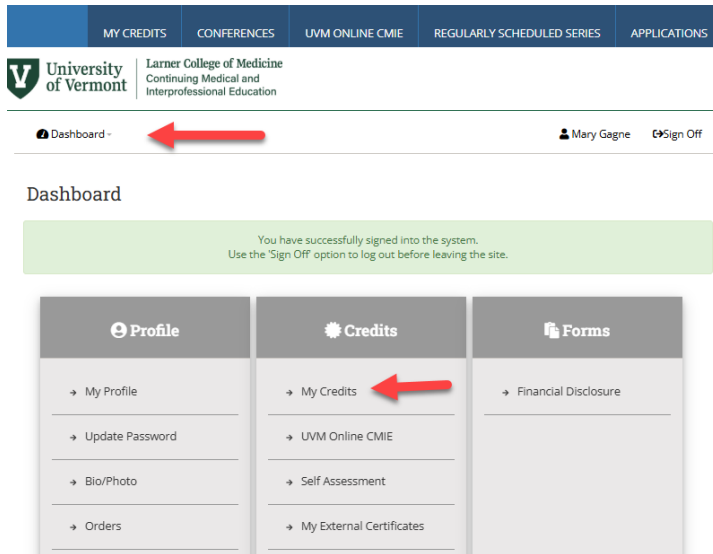 MY CREDITS CONFERENCES UVM ONLINE CMIE REGULARLY SCHEDULED SERIES APPLICATIONS
V University of Vermont
Larner College of Medicine
Continuing Medical and
Interprofessional Education
Dashboard Mary Gagne Sign Off
Dashboard
You have successfully signed into the system.
Use the 'Sign Off' option to log out before leaving the site.
Profile
My Profile
Update Password
Bio/Photo
Orders
Credits
My Credits
UVM Online CMIE
Self Assessment
My External Certificates
Forms
Financial Disclosure